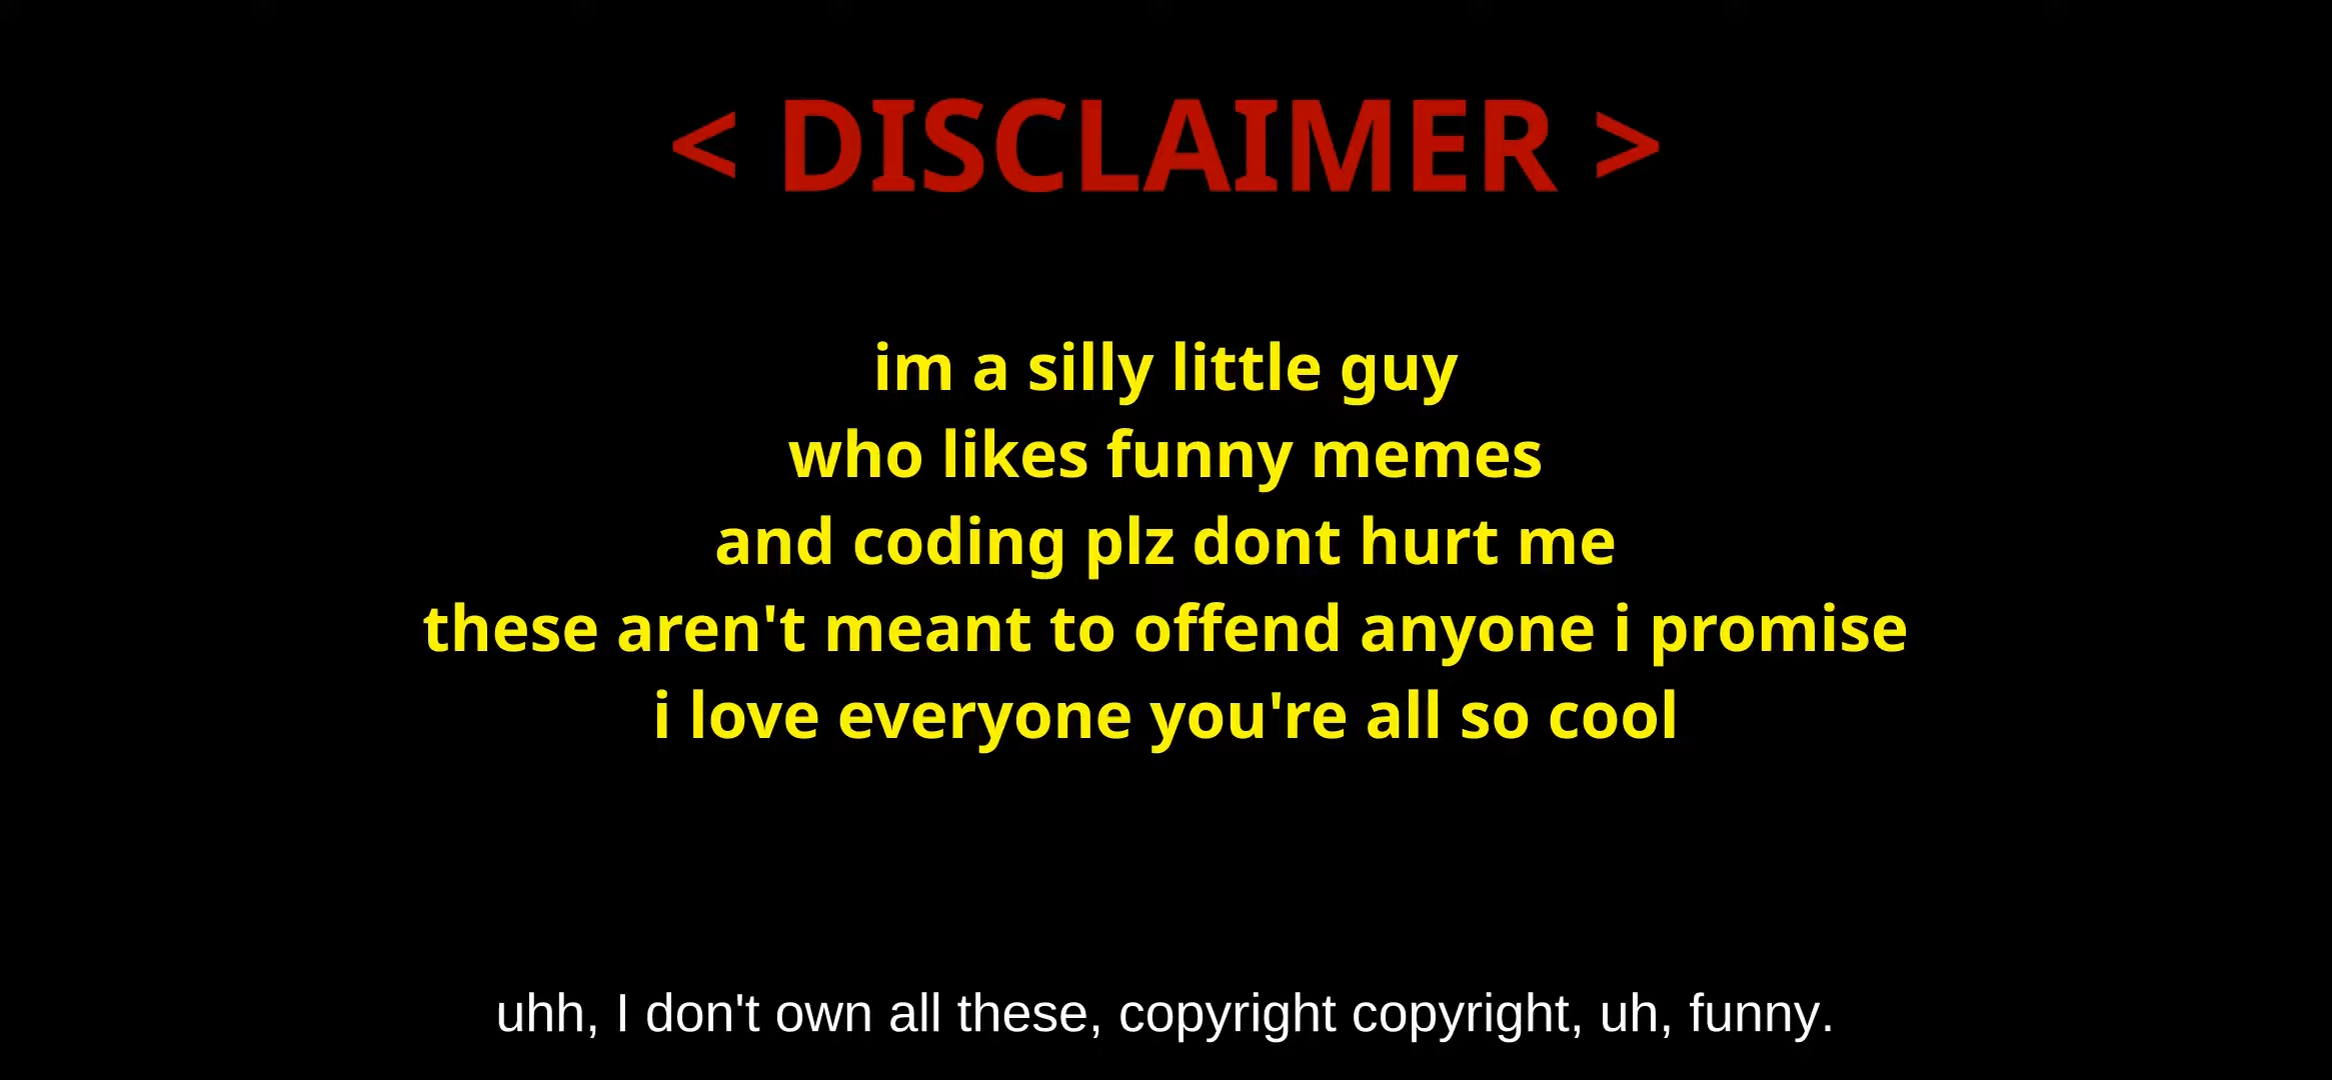 < DISCLAIMER >
im a silly little guy
who likes funny memes
and coding plz dont hurt me
these aren't meant to offend anyone i promise
i love everyone you're all so cool
uhh, I don't own all these, copyright copyright, uh, funny.